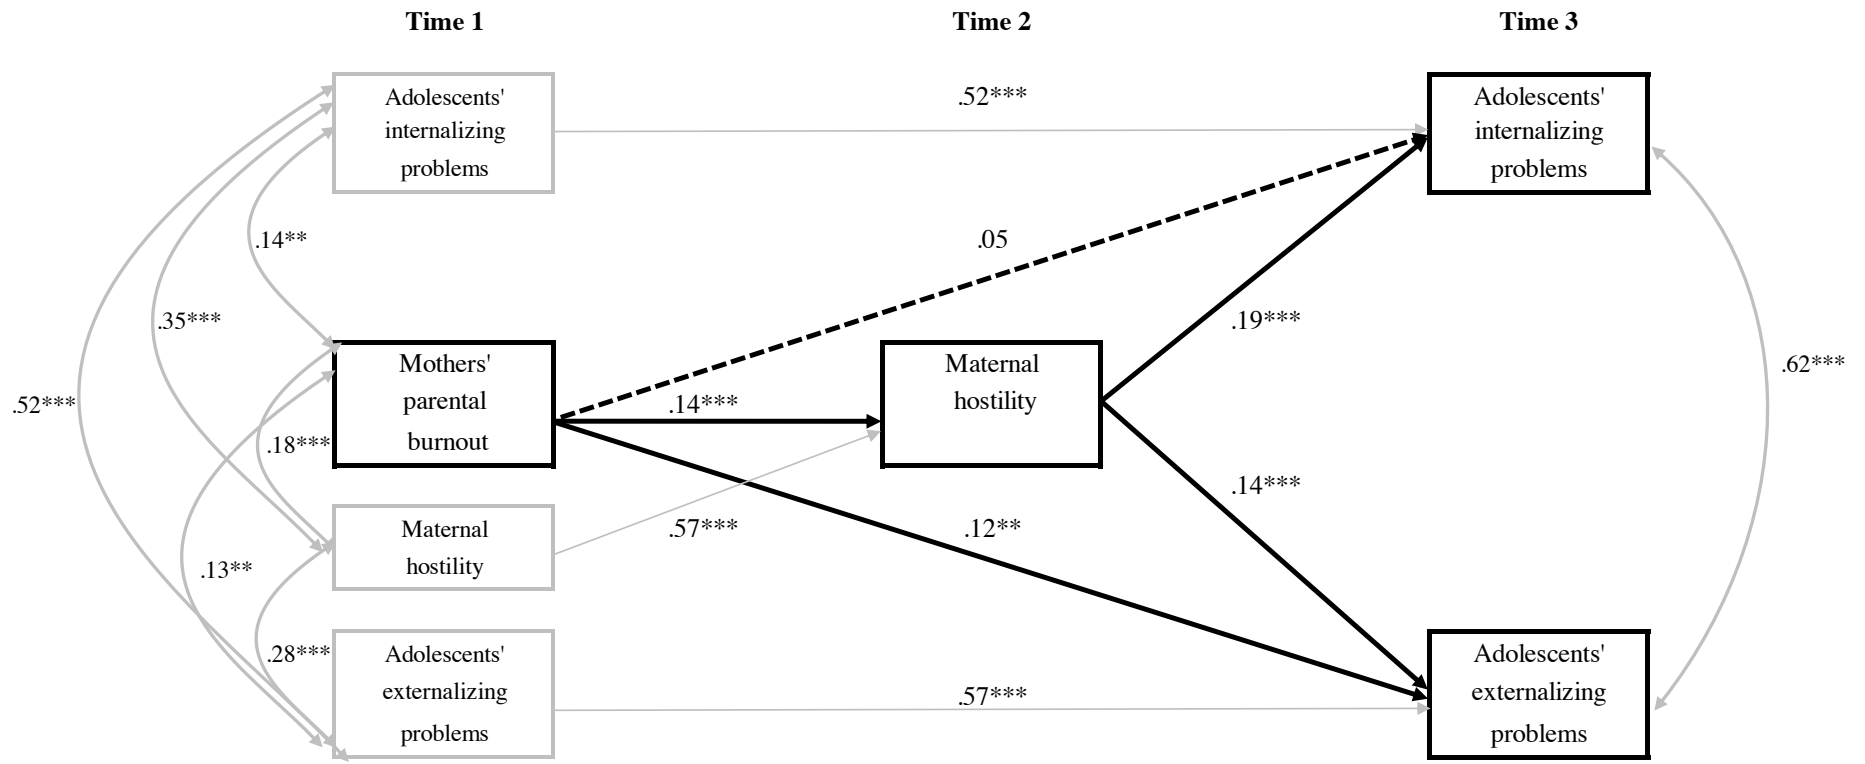 Time 1
Time 2
Time 3
Adolescents'
internalizing
problems
.52***
Adolescents'
internalizing
problems
.14**
.05
.35***
.19***
Mothers'
parental
burnout
.14***
Maternal
hostility
.62***
.52***
.18***
.14***
Maternal
hostility
.57***
.12**
.13**
.28***
Adolescents'
externalizing
problems
.57***
Adolescents'
externalizing
problems